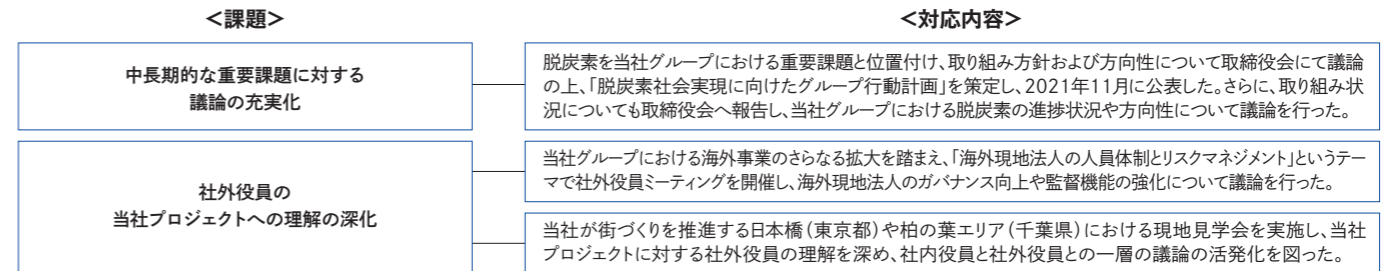 ＜課題＞
＜対応内容＞
中長期的な重要課題に対する
議論の充実化
脱炭素を当社グループにおける重要課題と位置付け、取り組み方針および方向性について取締役会にて議論
の上、「脱炭素社会実現に向けたグループ行動計画」を策定し、2021年11月に公表した。さらに、取り組み状
況についても取締役会へ報告し、当社グループにおける脱炭素の進捗状況や方向性について議論を行った。
社外役員の
当社プロジェクトへの理解の深化
当社グループにおける海外事業のさらなる拡大を踏まえ、「海外現地法人の人員体制とリスクマネジメント」というテー
マで社外役員ミーティングを開催し、海外現地法人のガバナンス向上や監督機能の強化について議論を行った。
当社が街づくりを推進する日本橋（東京都）や柏の葉エリア（千葉県）における現地見学会を実施し、当社
プロジェクトに対する社外役員の理解を深め、社内役員と社外役員との一層の議論の活発化を図った。